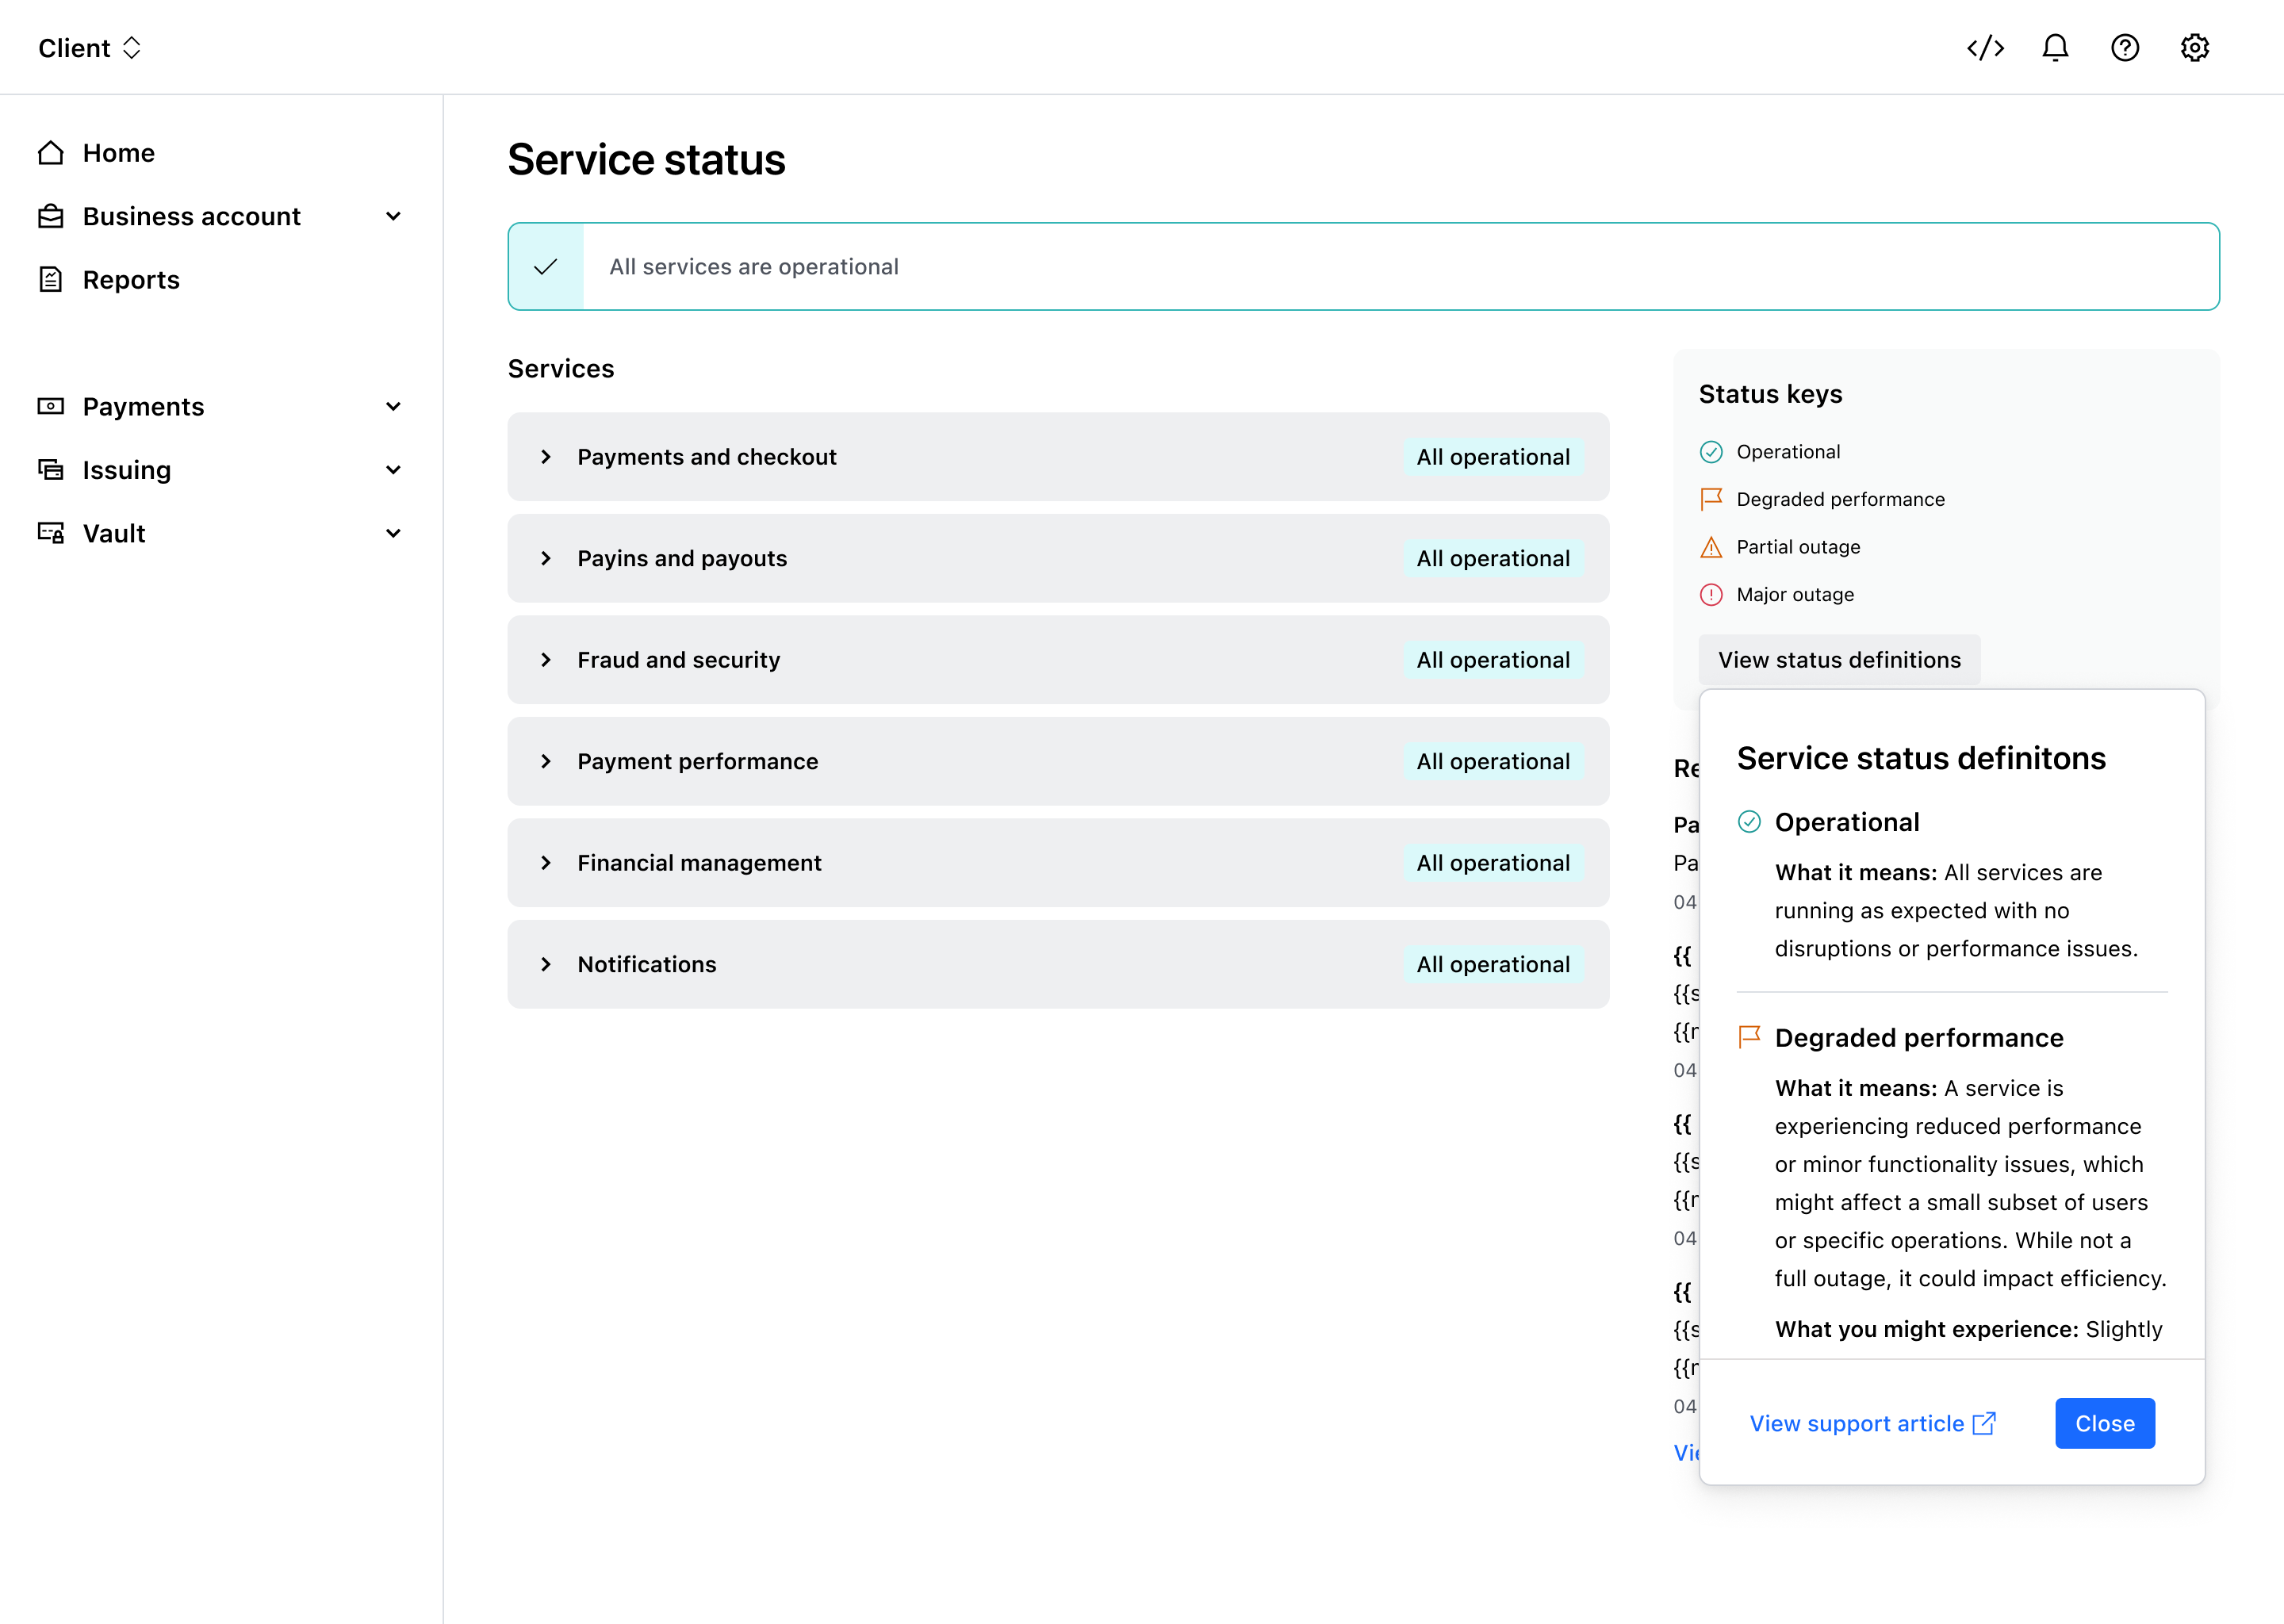 Client
Home
Business account
Reports
Payments
Issuing
Vault
Service status
All services are operational
Services
Payments and checkout
All operational
Payins and payouts
All operational
Fraud and security
All operational
Payment performance
All operational
Financial management
All operational
Notifications
All operational
Status keys
Operational
Degraded performance
Partial outage
Major outage
View status definitions
Service status definitons
Operational
What it means: All services are
running as expected with no
disruptions or performance issues.
Degraded performance
What it means: A service is
experiencing reduced performance
or minor functionality issues, which
might affect a small subset of users
or specific operations. While not a
full outage, it could impact efficiency.
What you might experience: Slightly
View support article
Close
04
{{
04
{{
04
{{
04